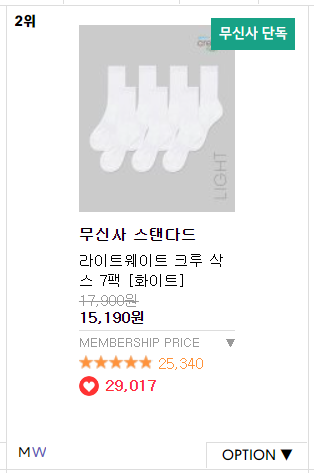 2위
무신사 단독
LIGHT
무신사 스탠다드
라이트웨이트 크루 삭
스 7팩 [화이트]
17,900원
15,190원
MEMBERSHIP PRICE ▼
25,340
29,017
MW
OPTION ▼